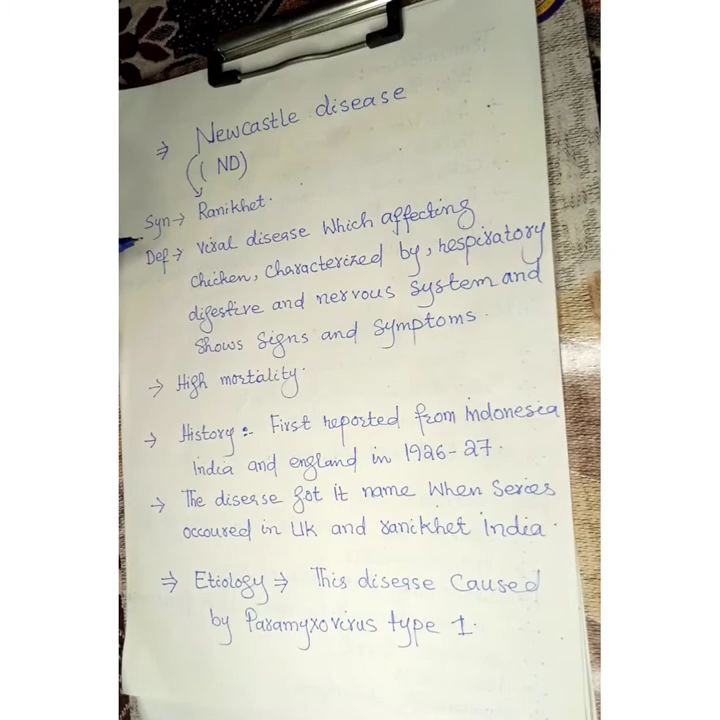 ⇒ Newcastle disease
( ND)
Syn → Ranikhet.
Def → viral disease which affecting
chicken, characterized by, respiratory
digestive and nervous system and
shows signs and symptoms.
→ High mortality.
→ History :- First reported from indonesia
india and england in 1926-27.
→ The disease got it name when series
occoured in UK and ranikhet india.
⇒ Etiology ⇒ This disease caused
by Paramyxovirus type 1.